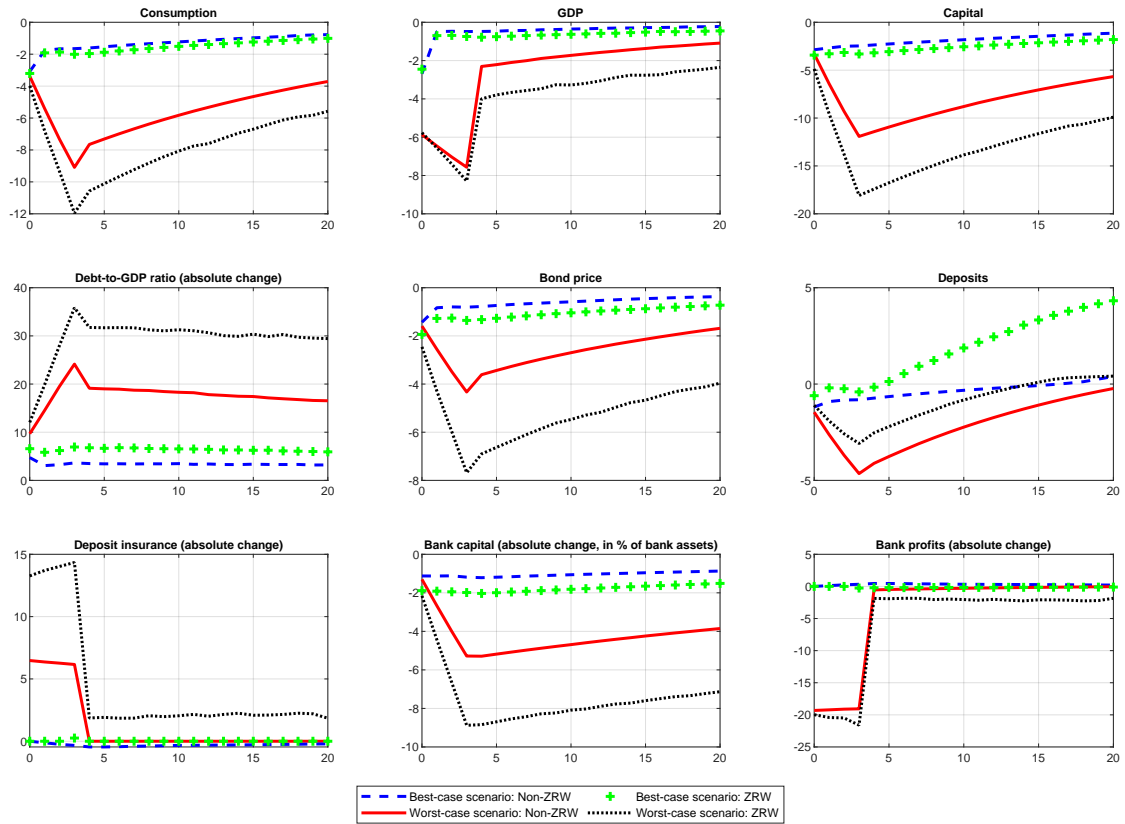 Consumption
0
-2
-4
-6
-8
-10
-12
0 5 10 15 20
GDP
0
-2
-4
-6
-8
-10
0 5 10 15 20
Capital
0
-5
-10
-15
-20
0 5 10 15 20
Debt-to-GDP ratio (absolute change)
40
30
20
10
0
0 5 10 15 20
Bond price
0
-2
-4
-6
-8
0 5 10 15 20
Deposits
5
0
-5
0 5 10 15 20
Deposit insurance (absolute change)
15
10
5
0
0 5 10 15 20
Bank capital (absolute change, in % of bank assets)
0
-2
-4
-6
-8
-10
0 5 10 15 20
Bank profits (absolute change)
5
0
-5
-10
-15
-20
-25
0 5 10 15 20
Best-case scenario: Non-ZRW Best-case scenario: ZRW
Worst-case scenario: Non-ZRW Worst-case scenario: ZRW